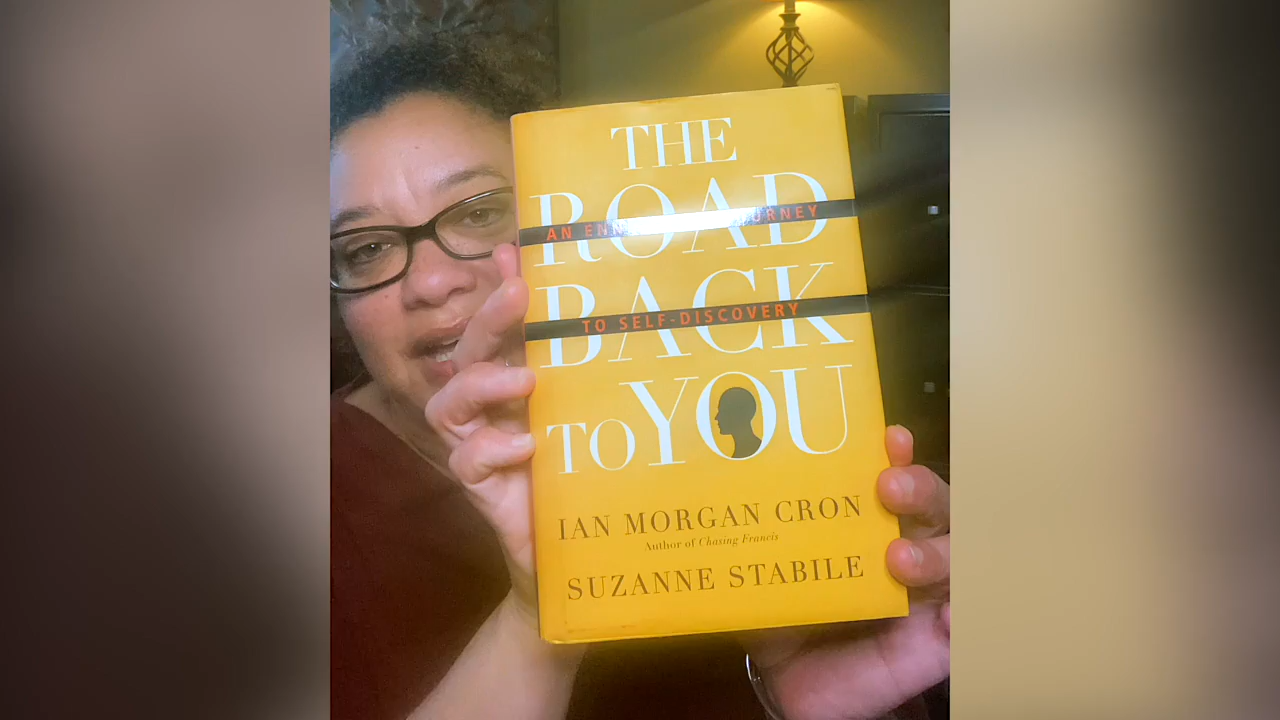 THE
ROAD
AN
TO SELF-DISCOVERY
BACK
TO YOU
IAN MORGAN CRON
Author of Chasing Francis
SUZANNE STABILE